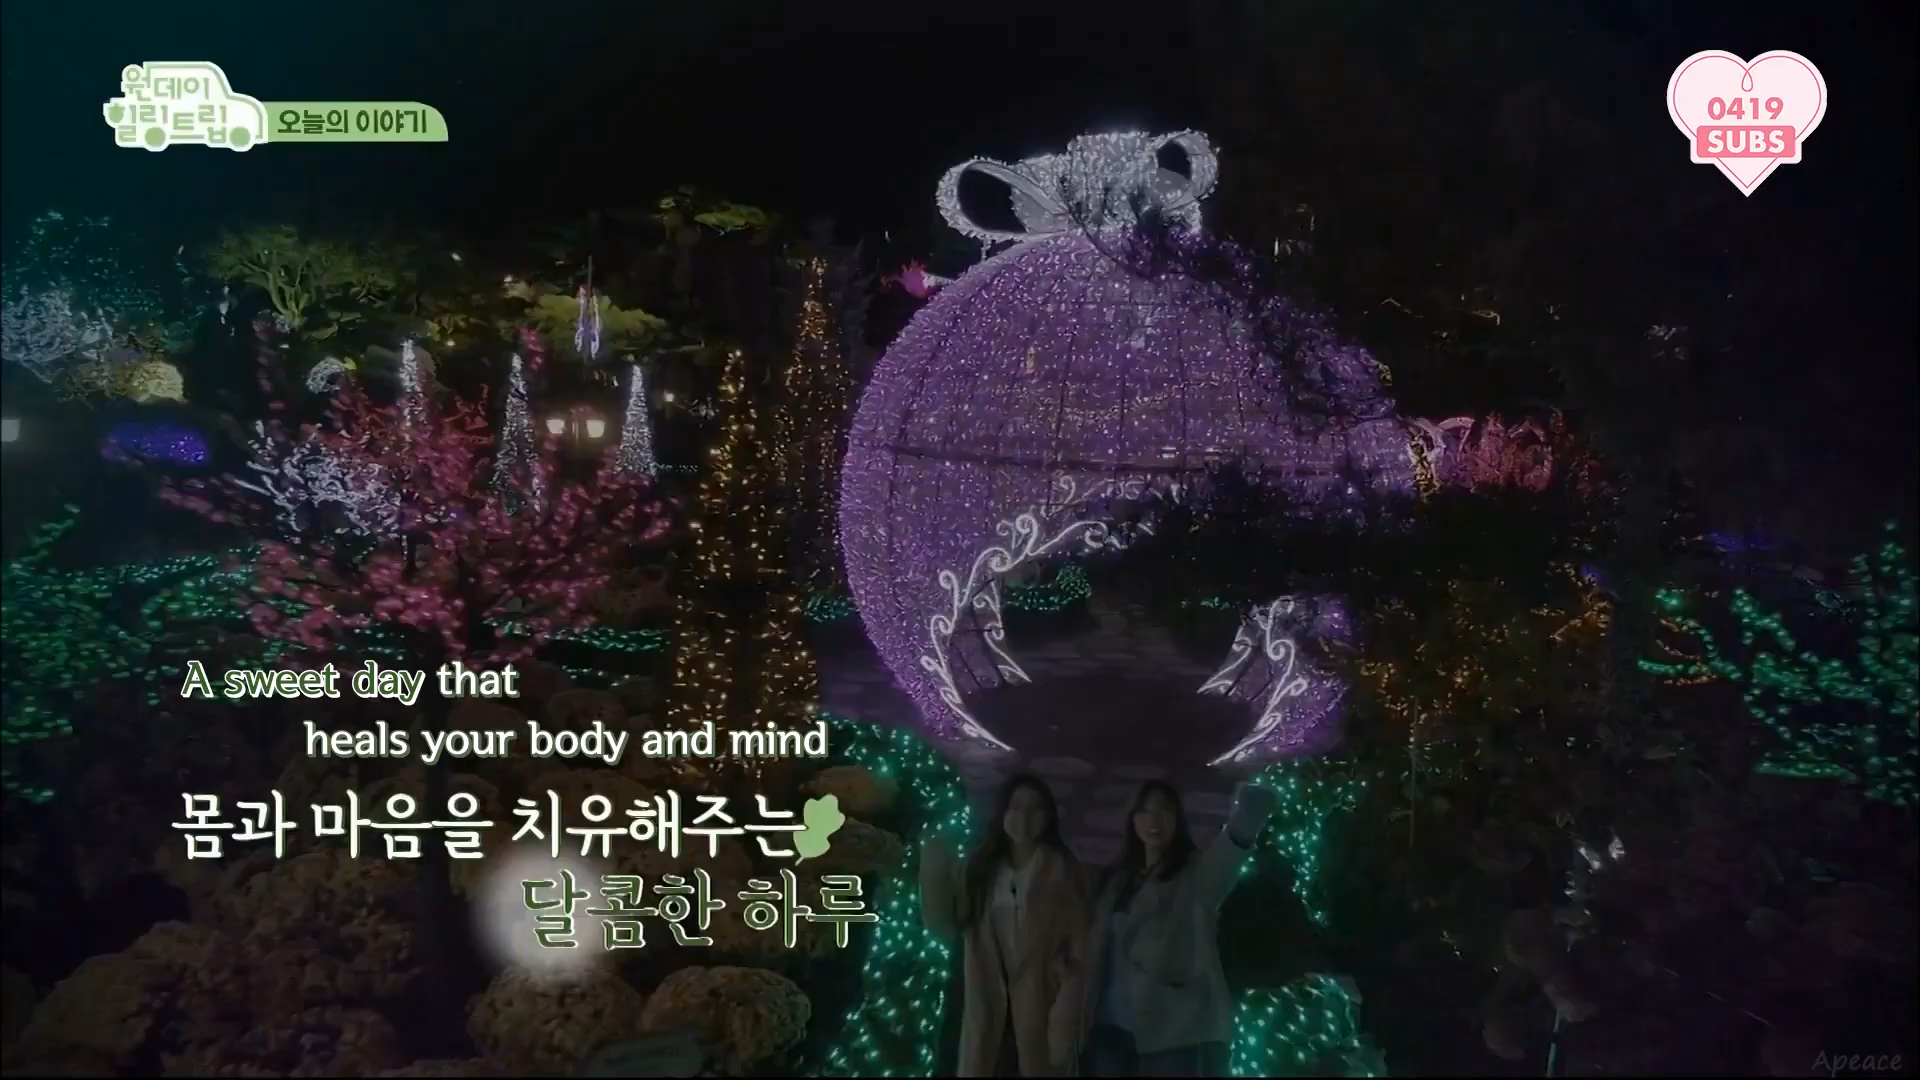 원데이
힐링트립
오늘의 이야기
0419
SUBS
A sweet day that
heals your body and mind
몸과 마음을 치유해주는
달콤한 하루
Apeace